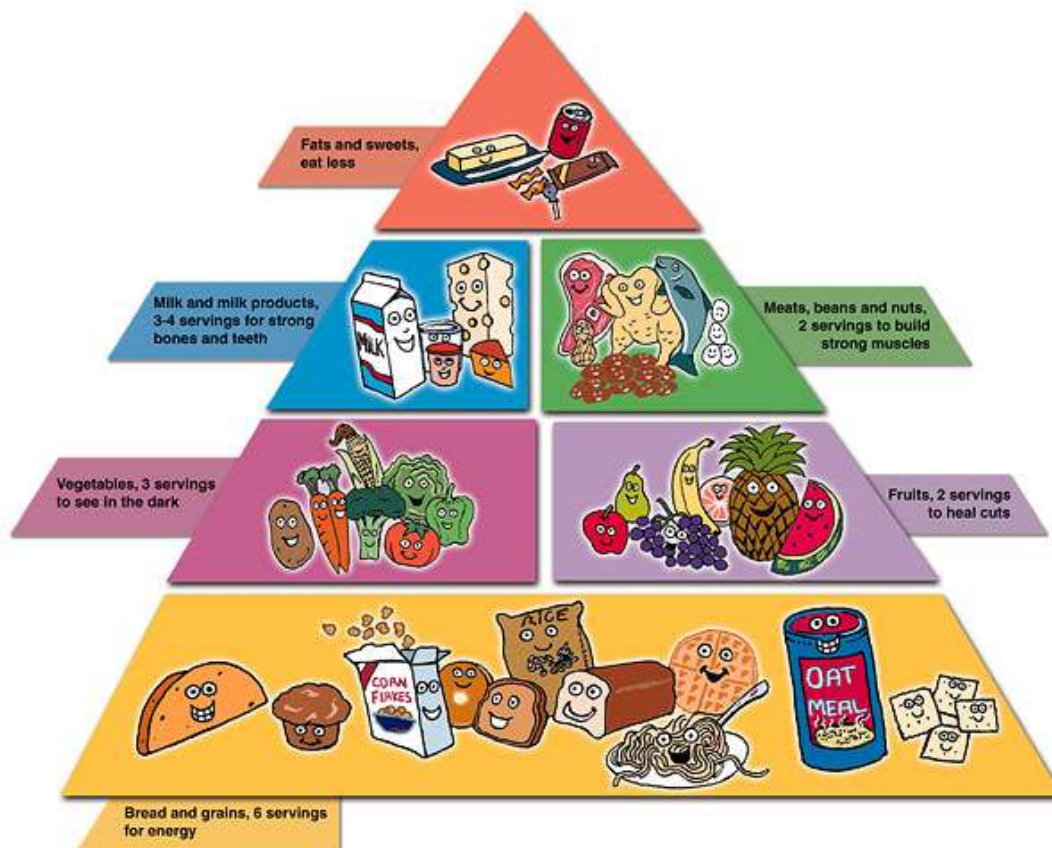 Fats and sweets,
eat less
Milk and milk products,
3-4 servings for strong
bones and teeth
MILK
Meats, beans and nuts,
2 servings to build
strong muscles
Vegetables, 3 servings
to see in the dark
Fruits, 2 servings
to heal cuts
RICE
CORN
FLAKES
OAT
MEAL
Bread and grains, 6 servings
for energy